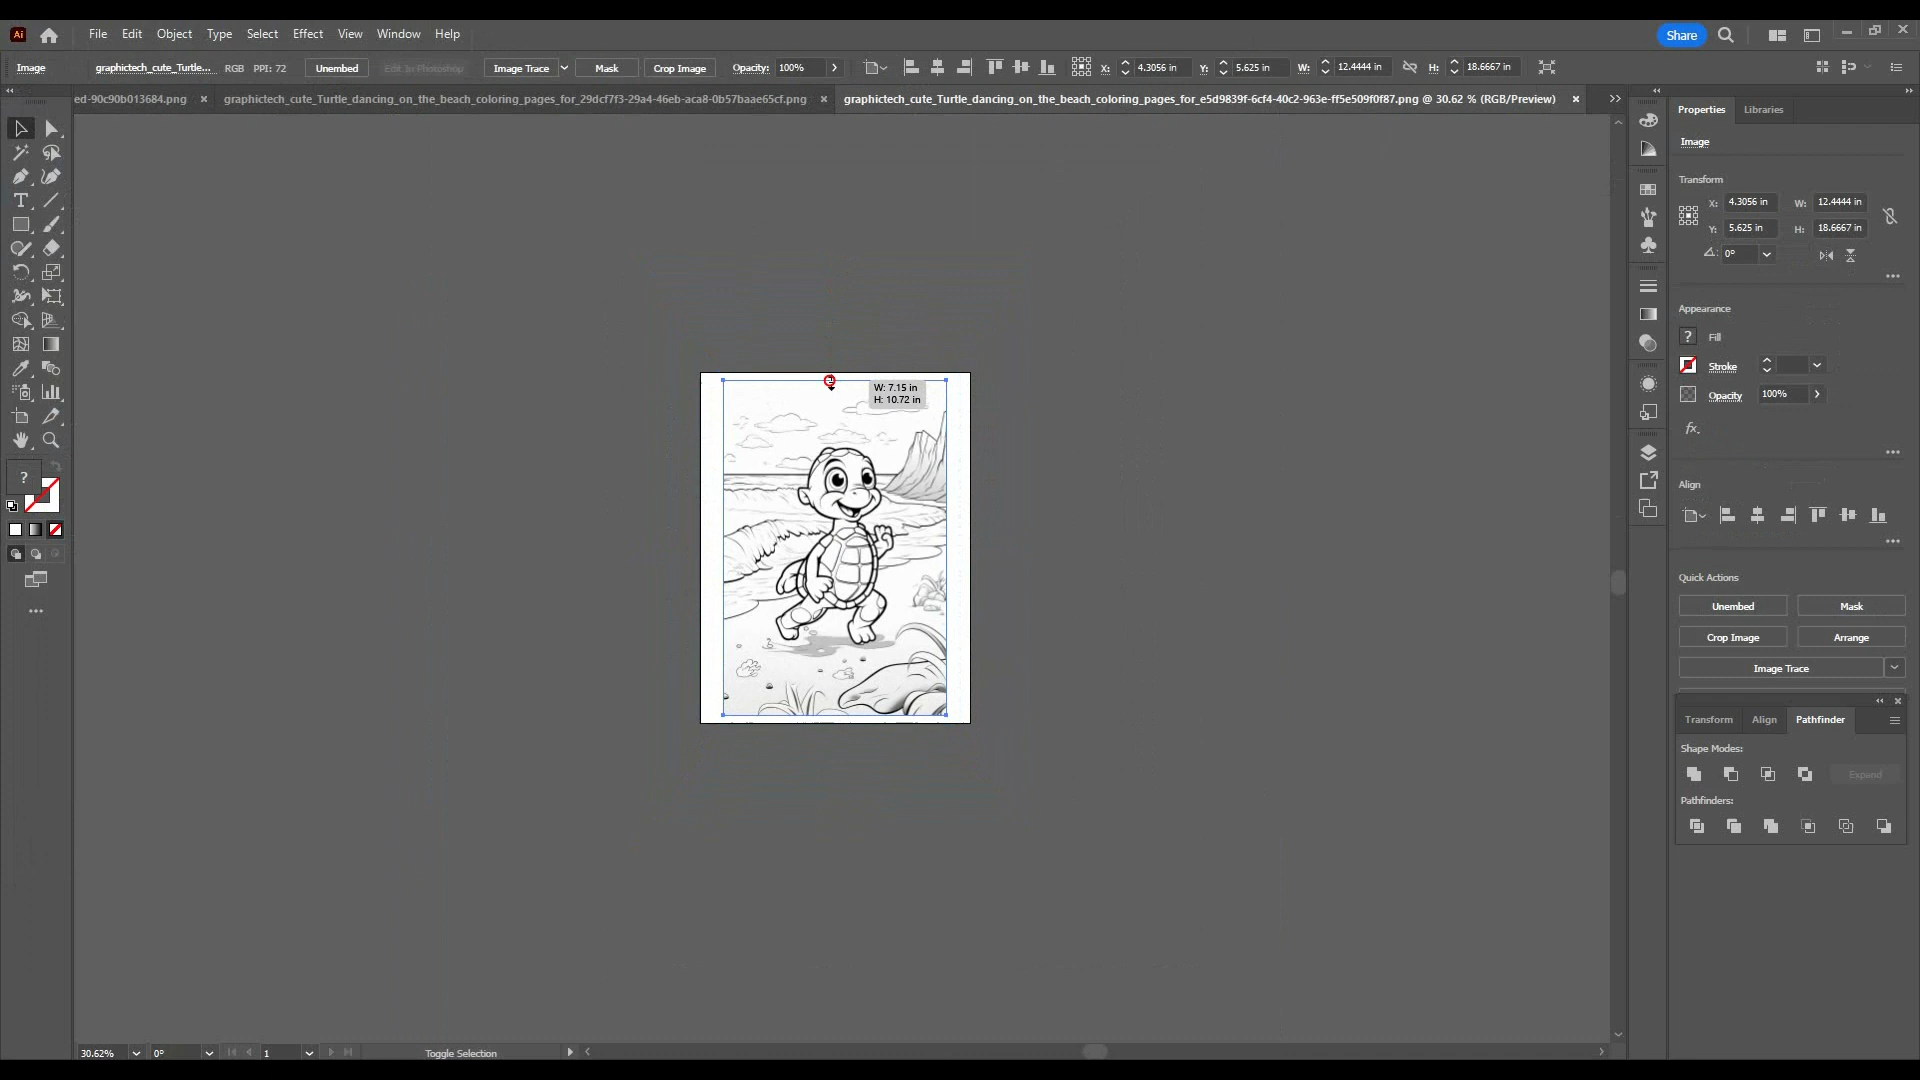 Ai File Edit Object Type Select Effect View Window Help Share
Image graphictech_cute_Turtle... RGB PPI: 72 Unembed Edit In Photoshop Image Trace Mask Crop Image Opacity: 100% X: 4.3056 in Y: 5.625 in W: 12.4444 in H: 18.6667 in
ed-90c90b013684.png × graphictech_cute_Turtle_dancing_on_the_beach_coloring_pages_for_29dcf7f3-29a4-46eb-aca8-0b57baae65cf.png × graphictech_cute_Turtle_dancing_on_the_beach_coloring_pages_for_e5d9839f-6cf4-40c2-963e-ff5e509f0f87.png @ 30.62 % (RGB/Preview) ×
Properties Libraries
Image
Transform
X: 4.3056 in W: 12.4444 in
Y: 5.625 in H: 18.6667 in
0°
Appearance
? Fill
Stroke
Opacity 100%
fx.
Align
Quick Actions
Unembed Mask
Crop Image Arrange
Image Trace
Transform Align Pathfinder
Shape Modes:
Expand
Pathfinders:
W: 7.15 in
H: 10.72 in
?
30.62% 0° 1 Toggle Selection